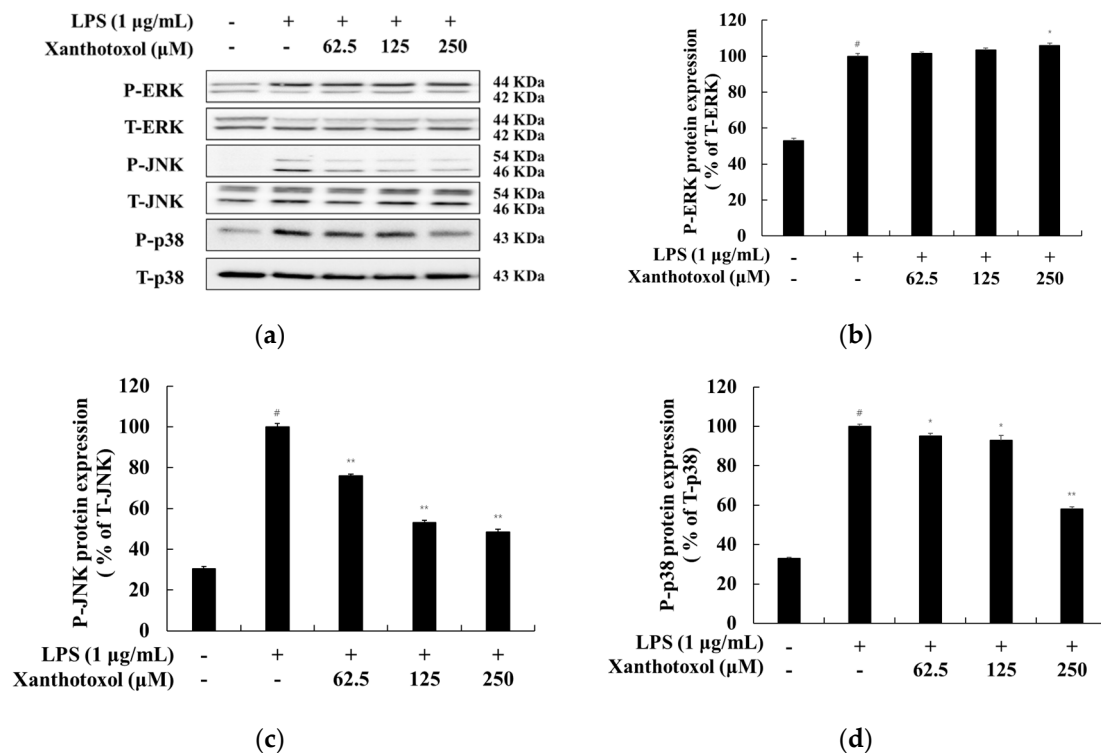 LPS (1 μg/mL) - + + + +
Xanthotoxol (μM) - - 62.5 125 250
P-ERK 44 KDa
42 KDa
T-ERK 44 KDa
42 KDa
P-JNK 54 KDa
46 KDa
T-JNK 54 KDa
46 KDa
P-p38 43 KDa
T-p38 43 KDa
(a)
P-ERK protein expression
( % of T-ERK)
120
100
80
60
40
20
0
# *
LPS (1 μg/mL) - + + + +
Xanthotoxol (μM) - - 62.5 125 250
(b)
P-JNK protein expression
( % of T-JNK)
120
100
80
60
40
20
0
# ** ** **
LPS (1 μg/mL) - + + + +
Xanthotoxol (μM) - - 62.5 125 250
(c)
P-p38 protein expression
( % of T-p38)
120
100
80
60
40
20
0
# * * **
LPS (1 μg/mL) - + + + +
Xanthotoxol (μM) - - 62.5 125 250
(d)